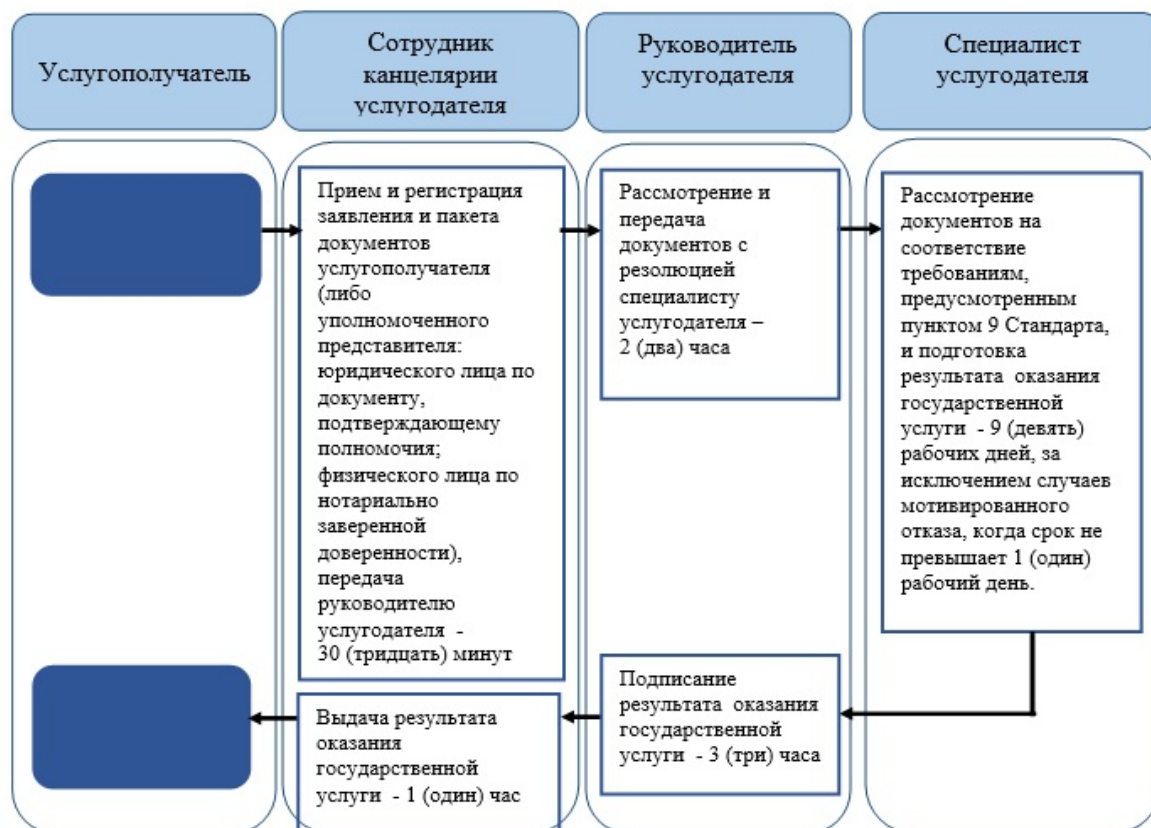 Услугополучатель
Сотрудник
канцелярии
услугодателя
Руководитель
услугодателя
Специалист
услугодателя
Прием и регистрация
заявления и пакета
документов
услугополучателя
(либо
уполномоченного
представителя:
юридического лица по
документу,
подтверждающему
полномочия;
физического лица по
нотариально
заверенной
доверенности),
передача
руководителю
услугодателя -
30 (тридцать) минут
Рассмотрение и
передача
документов с
резолюцией
специалисту
услугодателя –
2 (два) часа
Рассмотрение
документов на
соответствие
требованиям,
предусмотренным
пунктом 9 Стандарта,
и подготовка
результата оказания
государственной
услуги - 9 (девять)
рабочих дней, за
исключением случаев
мотивированного
отказа, когда срок не
превышает 1 (один)
рабочий день.
Подписание
результата оказания
государственной
услуги - 3 (три) часа
Выдача результата
оказания
государственной
услуги - 1 (один) час